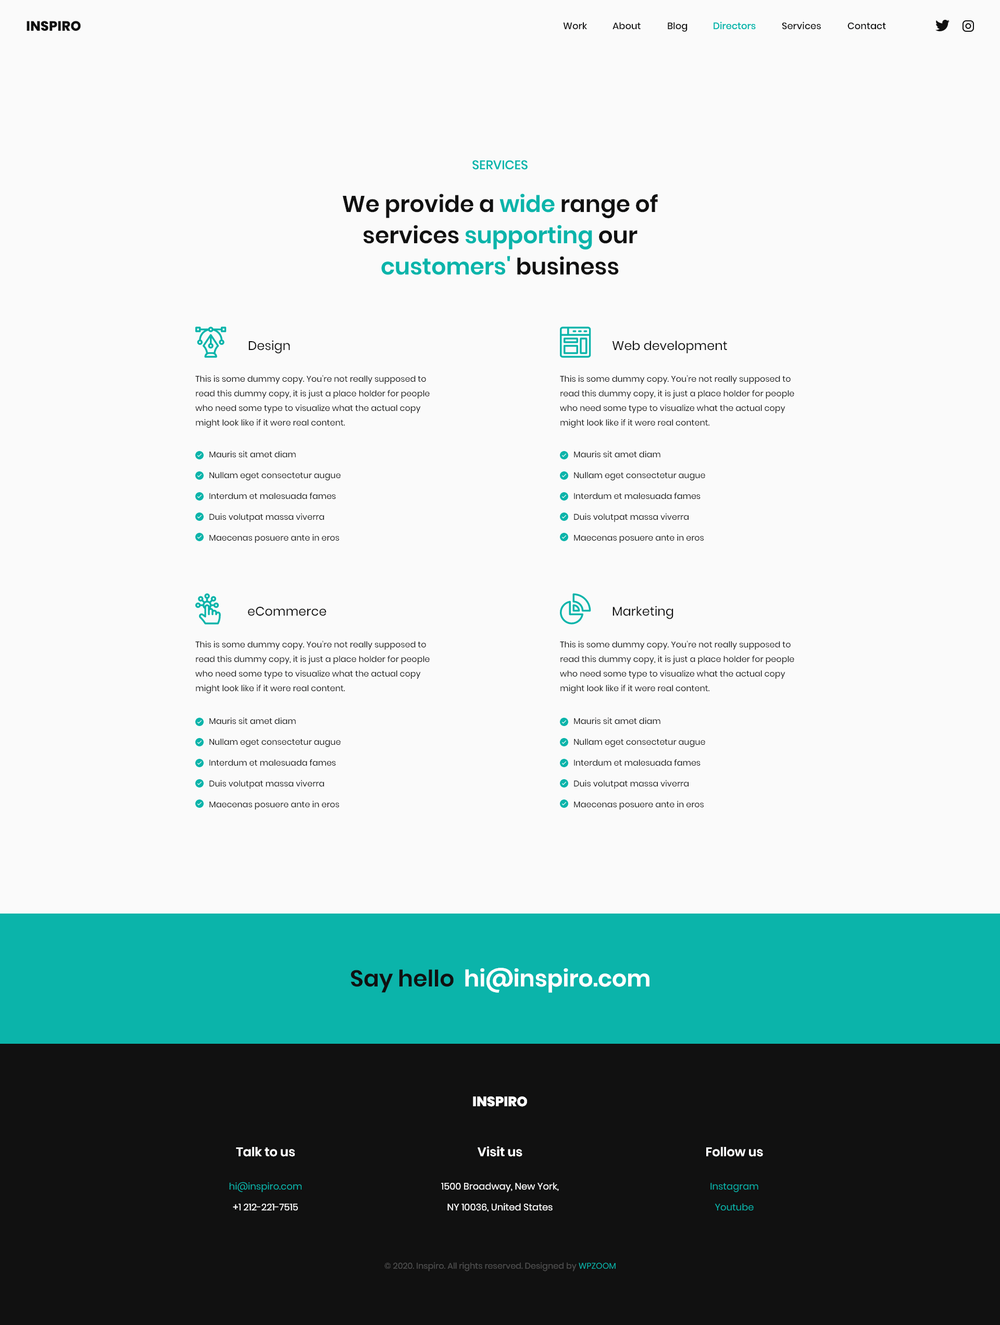 INSPIRO
Work About Blog Directors Services Contact
SERVICES
We provide a wide range of
services supporting our
customers' business
Design
This is some dummy copy. You're not really supposed to
read this dummy copy, it is just a place holder for people
who need some type to visualize what the actual copy
might look like if it were real content.
Mauris sit amet diam
Nullam eget consectetur augue
Interdum et malesuada fames
Duis volutpat massa viverra
Maecenas posuere ante in eros
Web development
This is some dummy copy. You're not really supposed to
read this dummy copy, it is just a place holder for people
who need some type to visualize what the actual copy
might look like if it were real content.
Mauris sit amet diam
Nullam eget consectetur augue
Interdum et malesuada fames
Duis volutpat massa viverra
Maecenas posuere ante in eros
eCommerce
This is some dummy copy. You're not really supposed to
read this dummy copy, it is just a place holder for people
who need some type to visualize what the actual copy
might look like if it were real content.
Mauris sit amet diam
Nullam eget consectetur augue
Interdum et malesuada fames
Duis volutpat massa viverra
Maecenas posuere ante in eros
Marketing
This is some dummy copy. You're not really supposed to
read this dummy copy, it is just a place holder for people
who need some type to visualize what the actual copy
might look like if it were real content.
Mauris sit amet diam
Nullam eget consectetur augue
Interdum et malesuada fames
Duis volutpat massa viverra
Maecenas posuere ante in eros
Say hello hi@inspiro.com
INSPIRO
Talk to us
hi@inspiro.com
+1 212-221-7515
Visit us
1500 Broadway, New York,
NY 10036, United States
Follow us
Instagram
Youtube
© 2020. Inspiro. All rights reserved. Designed by WPZOOM